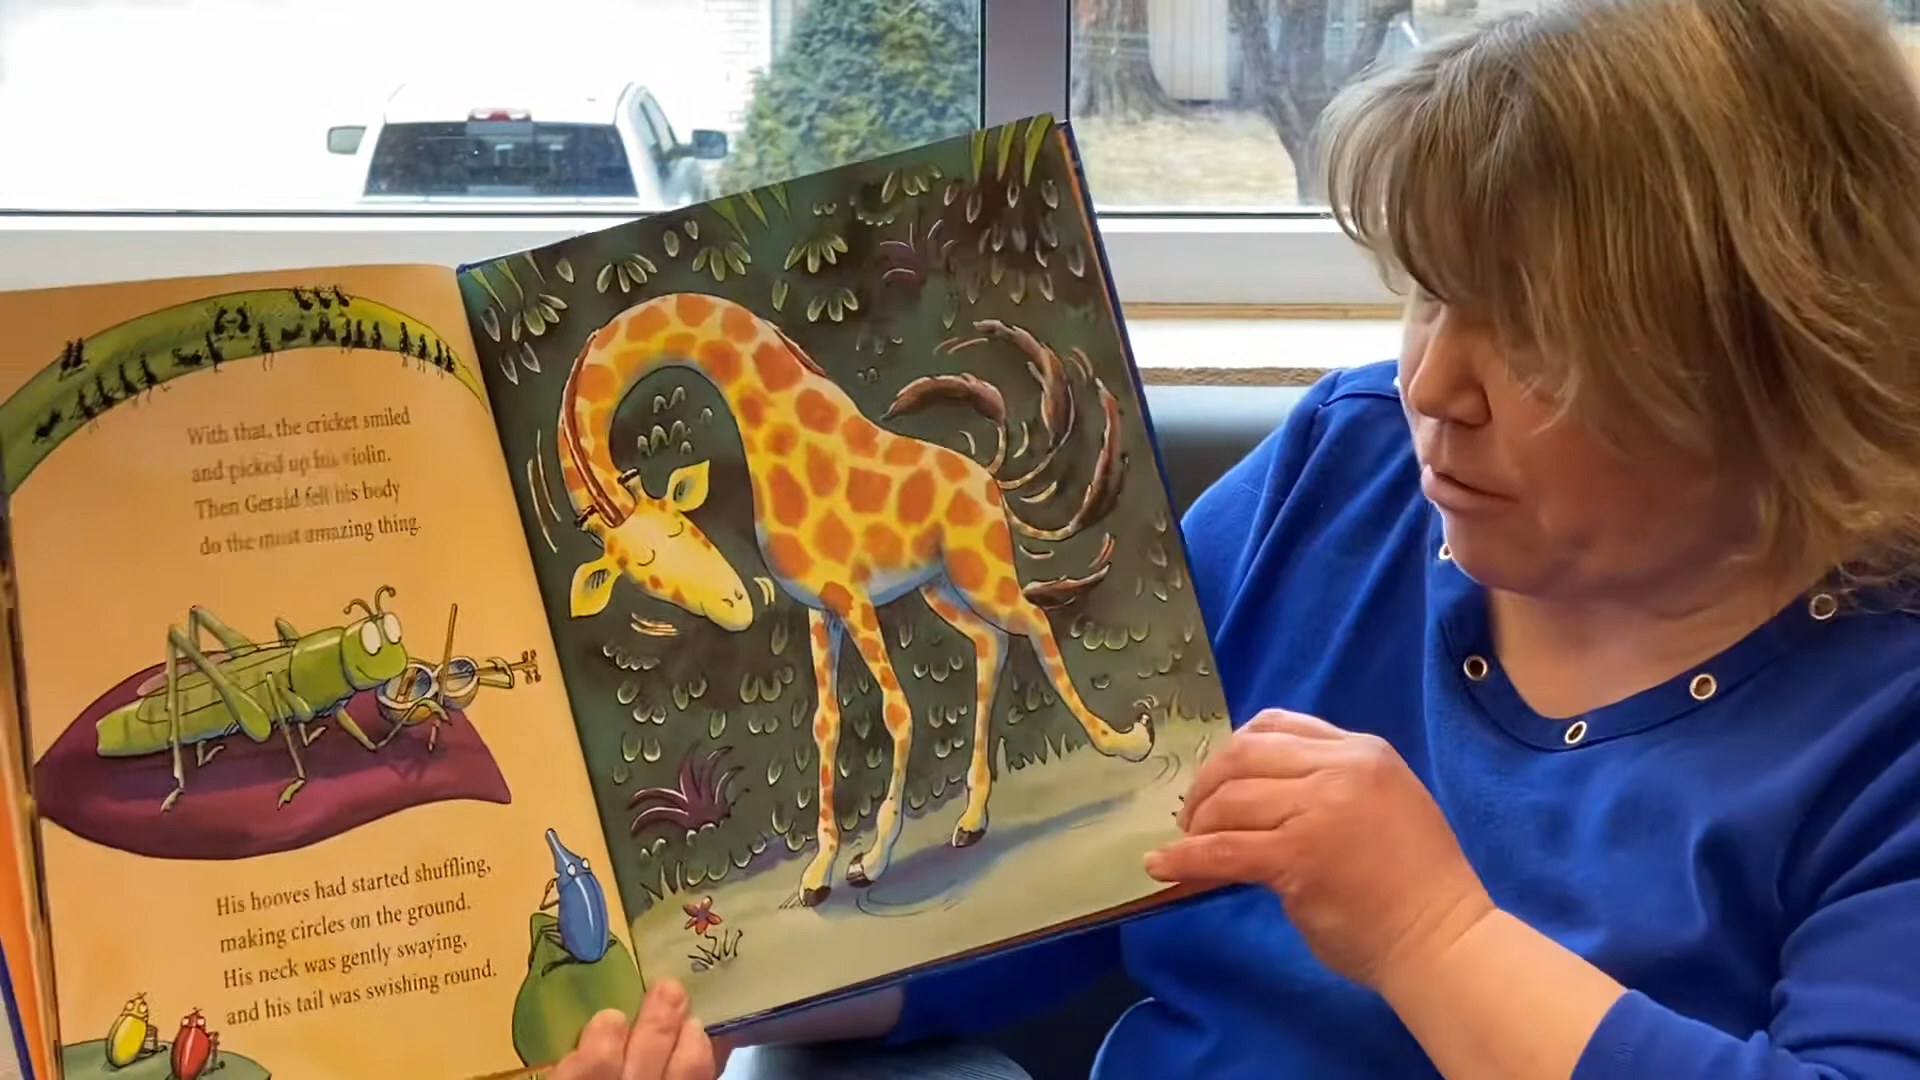 With that, the cricket smiled
and picked up his violin.
Then Gerald felt his body
do the most amazing thing.
His hooves had started shuffling,
making circles on the ground.
His neck was gently swaying,
and his tail was swishing round.